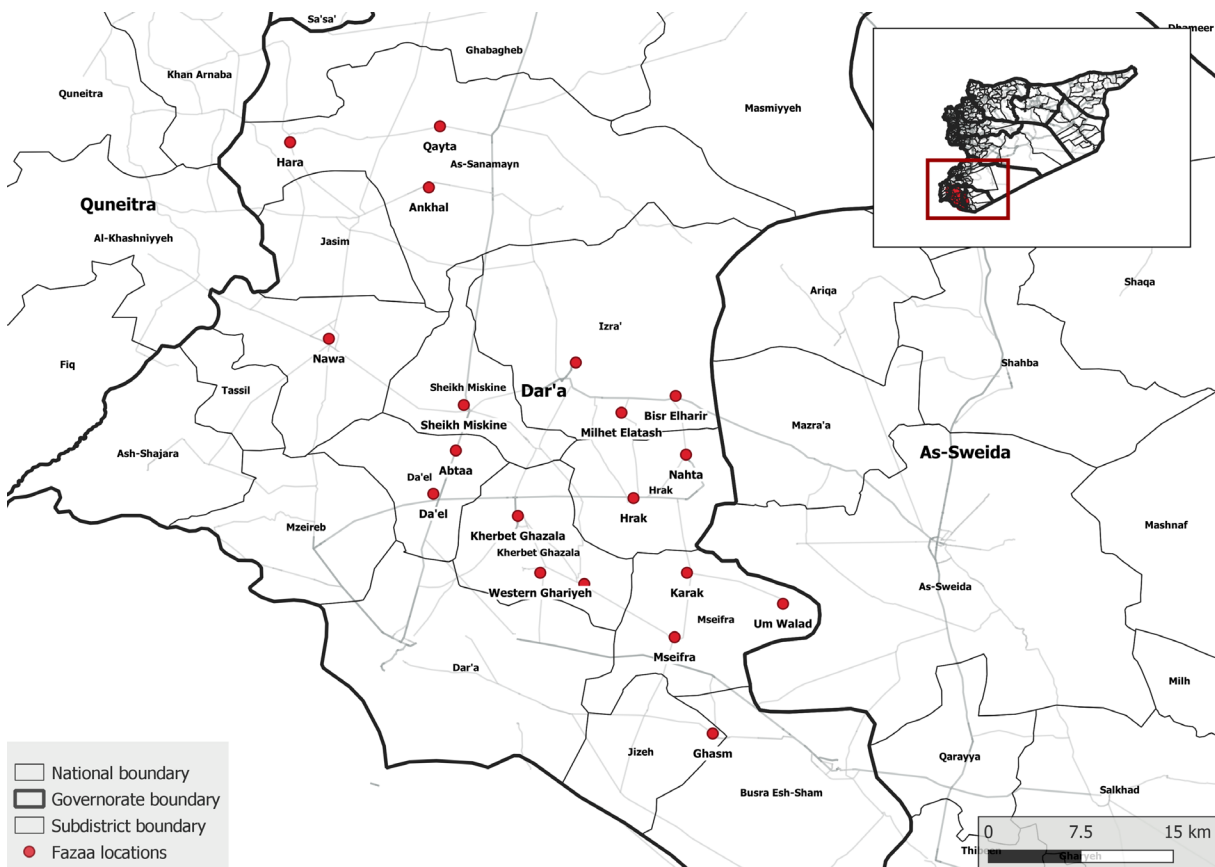 Sa'sa'
Dhameer
Ghabagheb
Khan Arnaba
Quneitra
Masmiyyeh
Qayta
Hara
As-Sanamayn
Ankhal
Quneitra
Al-Khashniyyeh
Jasim
Ariqa
Shaqa
Izra'
Nawa
Fiq
Shahba
Tassil
Sheikh Miskine
Dar'a
Bisr Elharir
Sheikh Miskine
Milhet Elatash
Mazra'a
Ash-Shajara
As-Sweida
Abtaa
Da'el
Nahta
Hrak
Da'el
Hrak
Mzeireb
Kherbet Ghazala
Mashnaf
Kherbet Ghazala
Western Ghariyeh
Karak
As-Sweida
Mseifra
Um Walad
Mseifra
Dar'a
Milh
Jizeh
Ghasm
Qarayya
Busra Esh-Sham
Salkhad
National boundary
Governorate boundary
Subdistrict boundary
Fazaa locations
0 7.5 15 km
Thibeen
Gharyeh